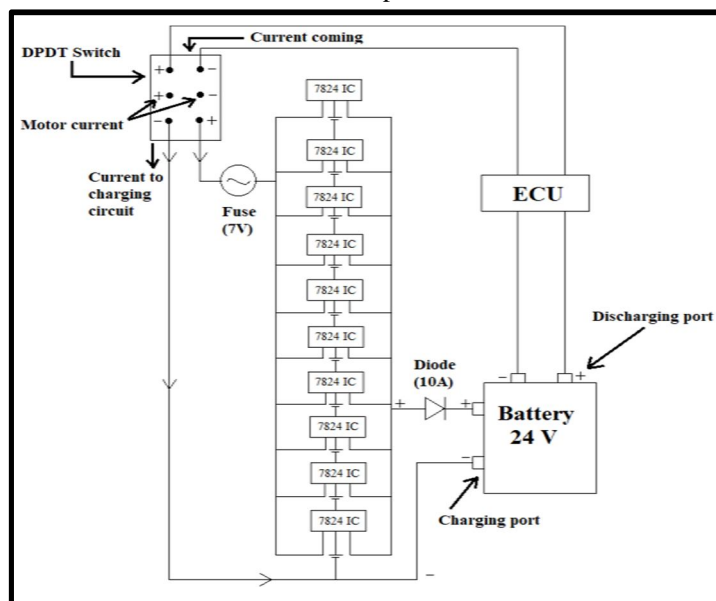 Current coming
DPDT Switch
+ -
+ -
- +
Motor current
Current to
charging
circuit
Fuse
(7V)
7824 IC
7824 IC
7824 IC
7824 IC
7824 IC
7824 IC
7824 IC
7824 IC
7824 IC
7824 IC
ECU
Discharging port
- +
Diode
(10A)
+ +
Battery
24 V
-
Charging port
-